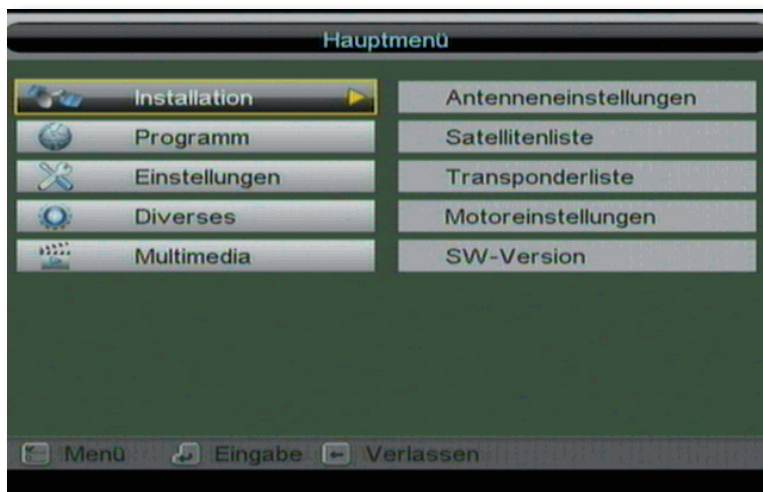 Hauptmenü
Installation
Antenneneinstellungen
Programm
Satellitenliste
Einstellungen
Transponderliste
Diverses
Motoreinstellungen
Multimedia
SW-Version
Menü Eingabe Verlassen